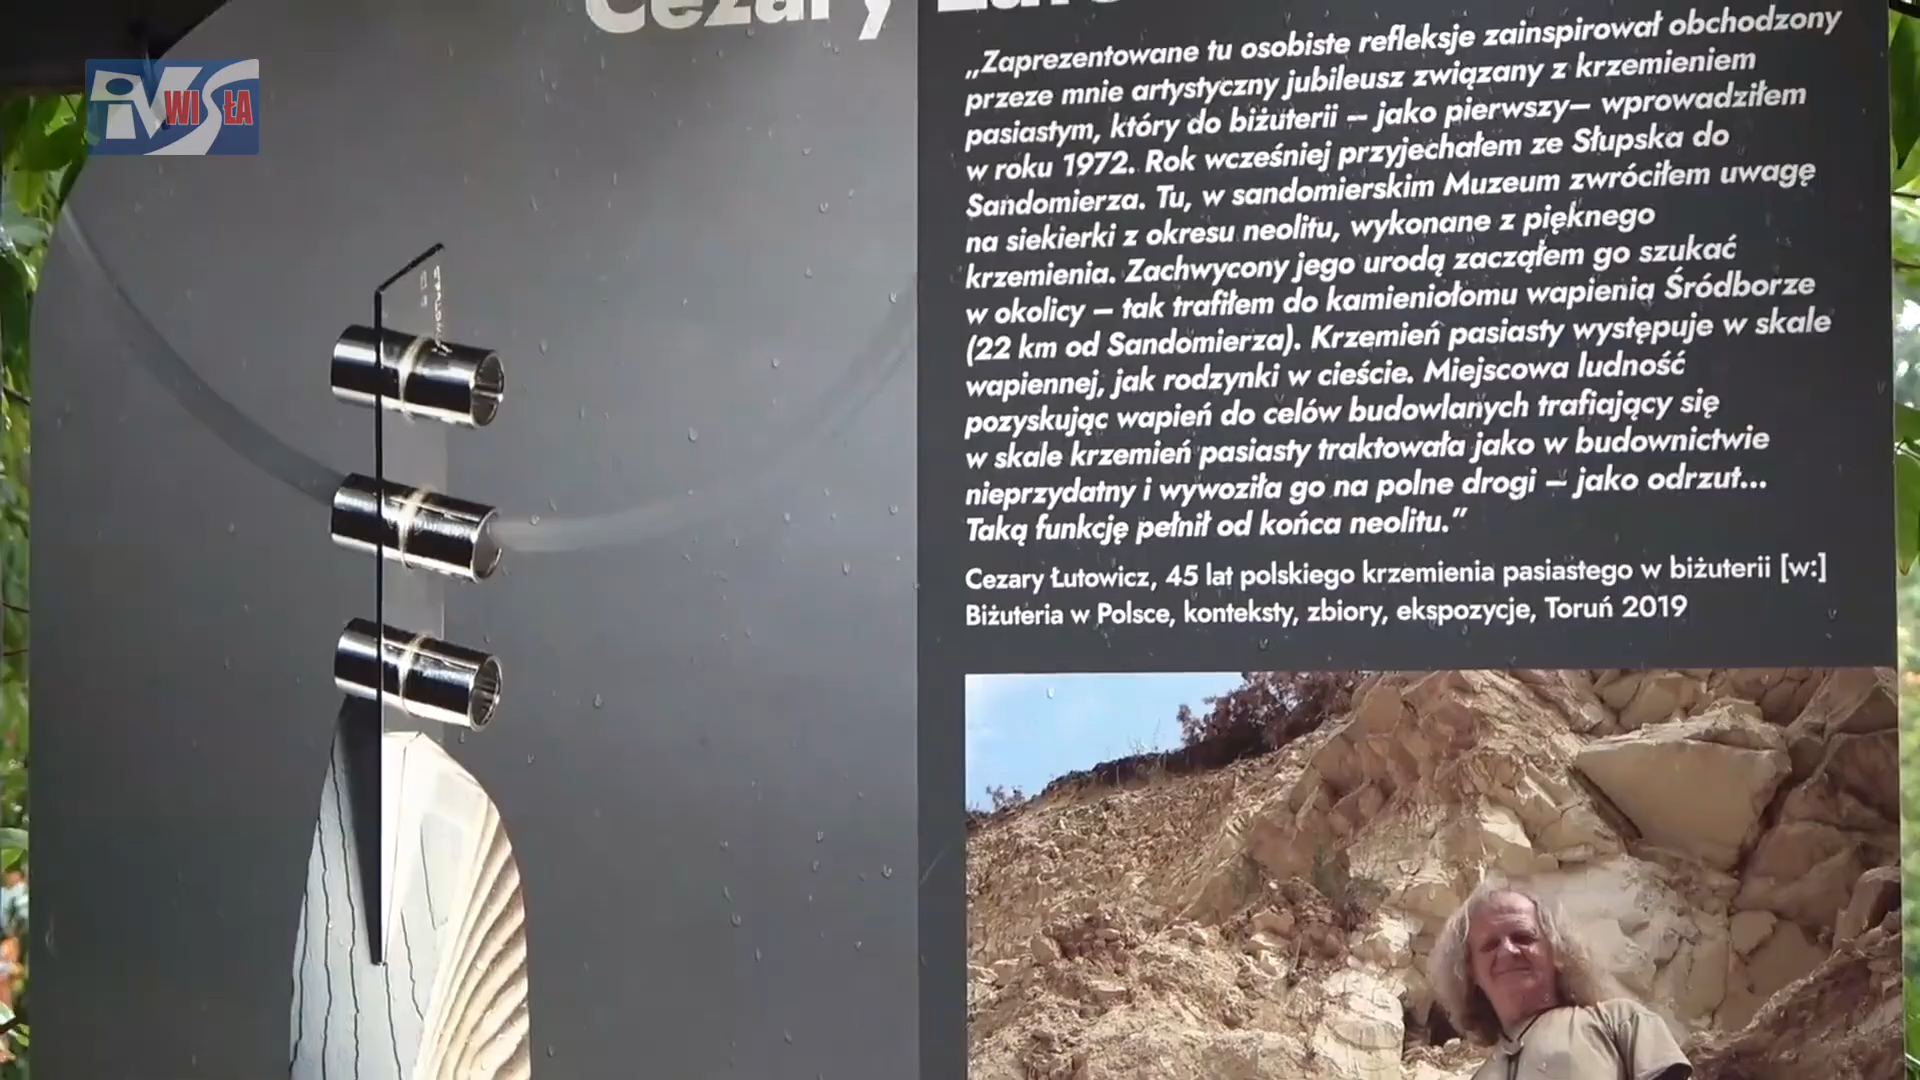 Cezary
iVS
WISŁA
„Zaprezentowane tu osobiste refleksje zainspirował obchodzony
przeze mnie artystyczny jubileusz związany z krzemieniem
pasiastym, który do biżuterii – jako pierwszy– wprowadziłem
w roku 1972. Rok wcześniej przyjechałem ze Słupska do
Sandomierza. Tu, w sandomierskim Muzeum zwróciłem uwagę
na siekierki z okresu neolitu, wykonane z pięknego
krzemienia. Zachwycony jego urodą zacząłem go szukać
w okolicy – tak trafiłem do kamieniołomu wapienia Śródborze
(22 km od Sandomierza). Krzemień pasiasty występuje w skale
wapiennej, jak rodzynki w cieście. Miejscowa ludność
pozyskując wapień do celów budowlanych trafiający się
w skale krzemień pasiasty traktowała jako w budownictwie
nieprzydatny i wywoziła go na polne drogi – jako odrzut...
Taką funkcję pełnił od końca neolitu.”
Cezary Łutowicz, 45 lat polskiego krzemienia pasiastego w biżuterii [w:]
Biżuteria w Polsce, konteksty, zbiory, ekspozycje, Toruń 2019